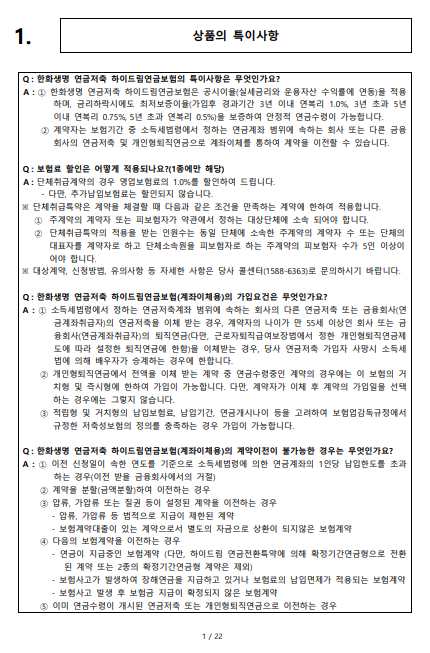 1.
상품의 특이사항
Q : 한화생명 연금저축 하이드림연금보험의 특이사항은 무엇인가요?
A : ① 한화생명 연금저축 하이드림연금보험은 공시이율(실세금리와 운용자산 수익률에 연동)을 적용
하며, 금리하락시에도 최저보증이율(가입후 경과기간 3년 이내 연복리 1.0%, 3년 초과 5년
이내 연복리 0.75%, 5년 초과 연복리 0.5%)을 보증하여 안정적 연금수령이 가능합니다.
② 계약자는 보험기간 중 소득세법령에서 정하는 연금계좌 범위에 속하는 회사 또는 다른 금융
회사의 연금저축 및 개인형퇴직연금으로 계좌이체를 통하여 계약을 이전할 수 있습니다.
Q : 보험료 할인은 어떻게 적용되나요?(1종에만 해당)
A : 단체취급계약의 경우 영업보험료의 1.0%를 할인하여 드립니다.
- 다만, 추가납입보험료는 할인되지 않습니다.
※ 단체취급특약은 계약을 체결할 때 다음과 같은 조건을 만족하는 계약에 한하여 적용합니다.
① 주계약의 계약자 또는 피보험자가 약관에서 정하는 대상단체에 소속 되어야 합니다.
② 단체취급특약의 적용을 받는 인원수는 동일 단체에 소속한 주계약의 계약자 수 또는 단체의
대표자를 계약자로 하고 단체소속원을 피보험자로 하는 주계약의 피보험자 수가 5인 이상이
어야 합니다.
※ 대상계약, 신청방법, 유의사항 등 자세한 사항은 당사 콜센터(1588-6363)로 문의하시기 바랍니다.
Q : 한화생명 연금저축 하이드림연금보험(계좌이체용)의 가입요건은 무엇인가요?
A : ① 소득세법령에서 정하는 연금저축계좌 범위에 속하는 회사의 다른 연금저축 또는 금융회사(연
금계좌취급자)의 연금저축을 이체 받는 경우, 계약자의 나이가 만 55세 이상인 회사 또는 금
융회사(연금계좌취급자)의 퇴직연금(다만, 근로자퇴직급여보장법에서 정한 개인형퇴직연금제
도에 따라 설정한 퇴직연금에 한함)을 이체받는 경우, 당사 연금저축 가입자 사망시 소득세
법에 의해 배우자가 승계하는 경우에 한합니다.
② 개인형퇴직연금에서 전액을 이체 받는 계약 중 연금수령중인 계약의 경우에는 이 보험의 거
치형 및 즉시형에 한하여 가입이 가능합니다. 다만, 계약자가 이체 후 계약의 가입일을 선택
하는 경우에는 그렇지 않습니다.
③ 적립형 및 거치형의 납입보험료, 납입기간, 연금개시나이 등을 고려하여 보험업감독규정에서
규정한 저축성보험의 정의를 충족하는 경우 가입이 가능합니다.
Q : 한화생명 연금저축 하이드림연금보험(계좌이체용)의 계약이전이 불가능한 경우는 무엇인가요?
A : ① 이전 신청일이 속한 연도를 기준으로 소득세법령에 의한 연금계좌의 1인당 납입한도를 초과
하는 경우(이전 받을 금융회사에서의 거절)
② 계약을 분할(금액분할)하여 이전하는 경우
③ 압류, 가압류 또는 질권 등이 설정된 계약을 이전하는 경우
- 압류, 가압류 등 법적으로 지급이 제한된 계약
- 보험계약대출이 있는 계약으로서 별도의 자금으로 상환이 되지않은 보험계약
④ 다음의 보험계약을 이전하는 경우
- 연금이 지급중인 보험계약 (다만, 하이드림 연금전환특약에 의해 확정기간연금형으로 전환
된 계약 또는 2종의 확정기간연금형 계약은 제외)
- 보험사고가 발생하여 장해연금을 지급하고 있거나 보험료의 납입면제가 적용되는 보험계약
- 보험사고 발생 후 보험금 지급이 확정되지 않은 보험계약
⑤ 이미 연금수령이 개시된 연금저축 또는 개인형퇴직연금으로 이전하는 경우
1 / 22